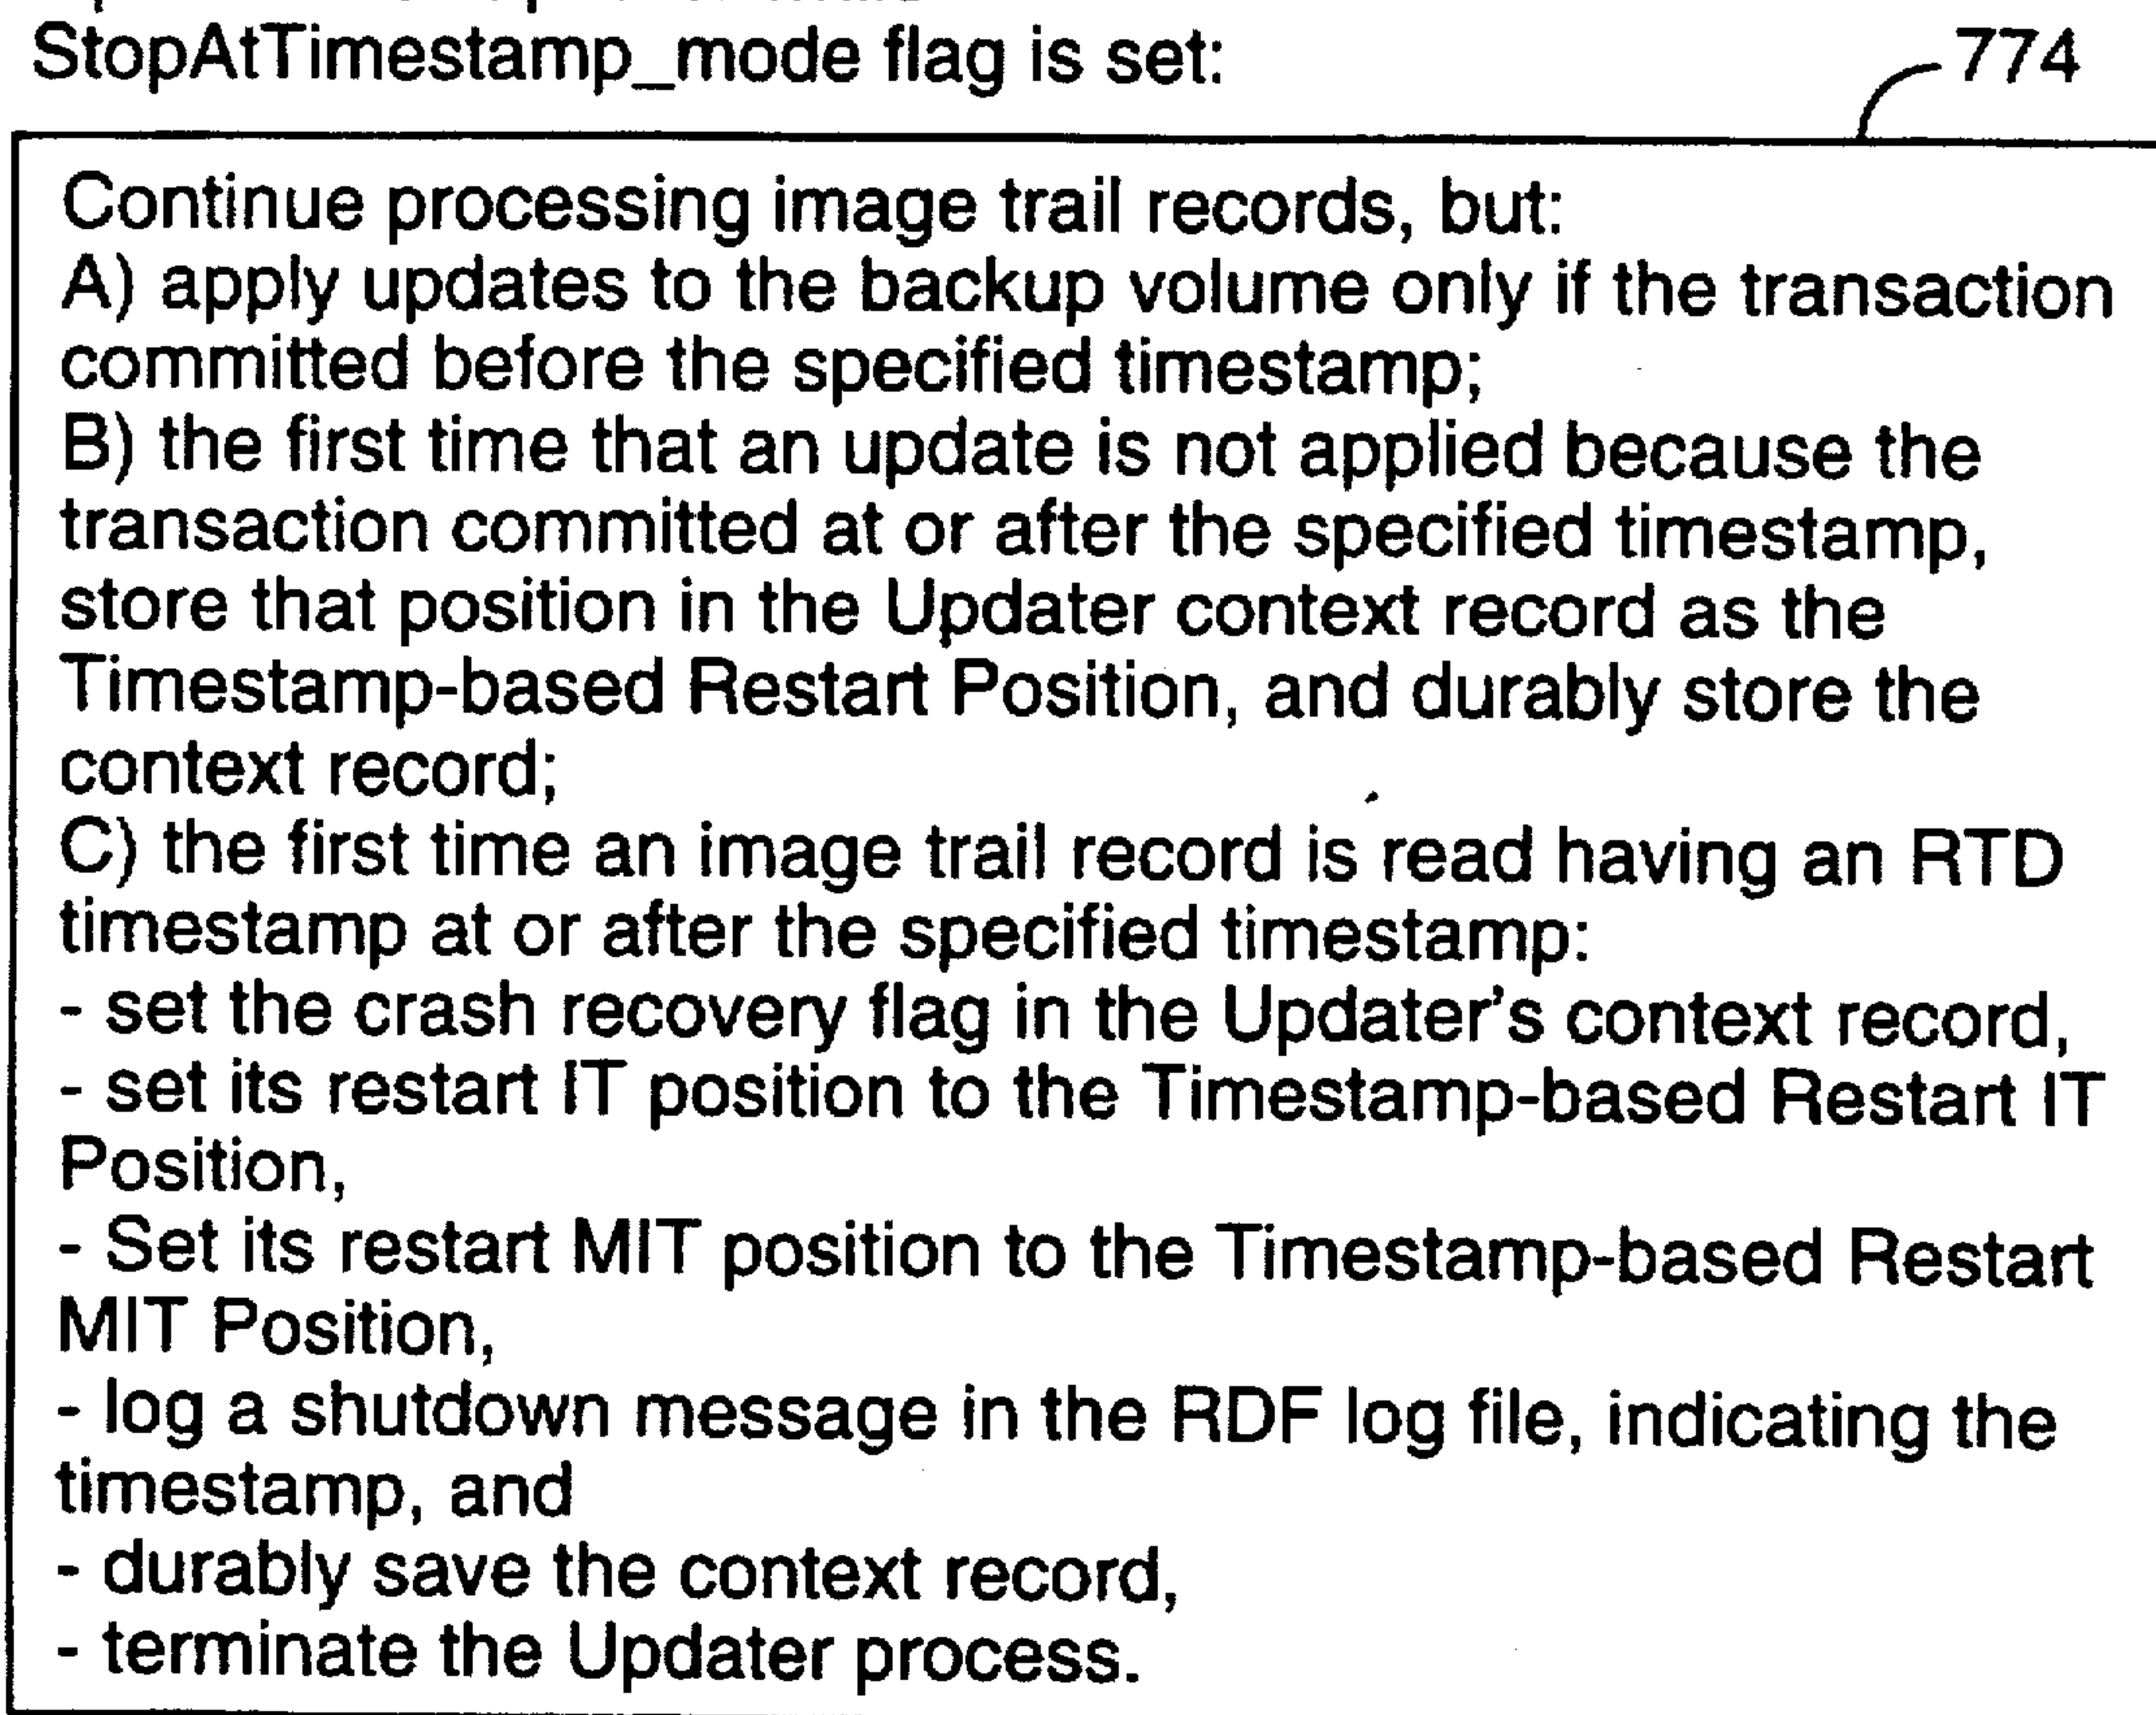 StopAtTimestamp_mode flag is set:
774
Continue processing image trail records, but:
A) apply updates to the backup volume only if the transaction
committed before the specified timestamp;
B) the first time that an update is not applied because the
transaction committed at or after the specified timestamp,
store that position in the Updater context record as the
Timestamp-based Restart Position, and durably store the
context record;
C) the first time an image trail record is read having an RTD
timestamp at or after the specified timestamp:
- set the crash recovery flag in the Updater's context record,
- set its restart IT position to the Timestamp-based Restart IT
Position,
- Set its restart MIT position to the Timestamp-based Restart
MIT Position,
- log a shutdown message in the RDF log file, indicating the
timestamp, and
- durably save the context record,
- terminate the Updater process.